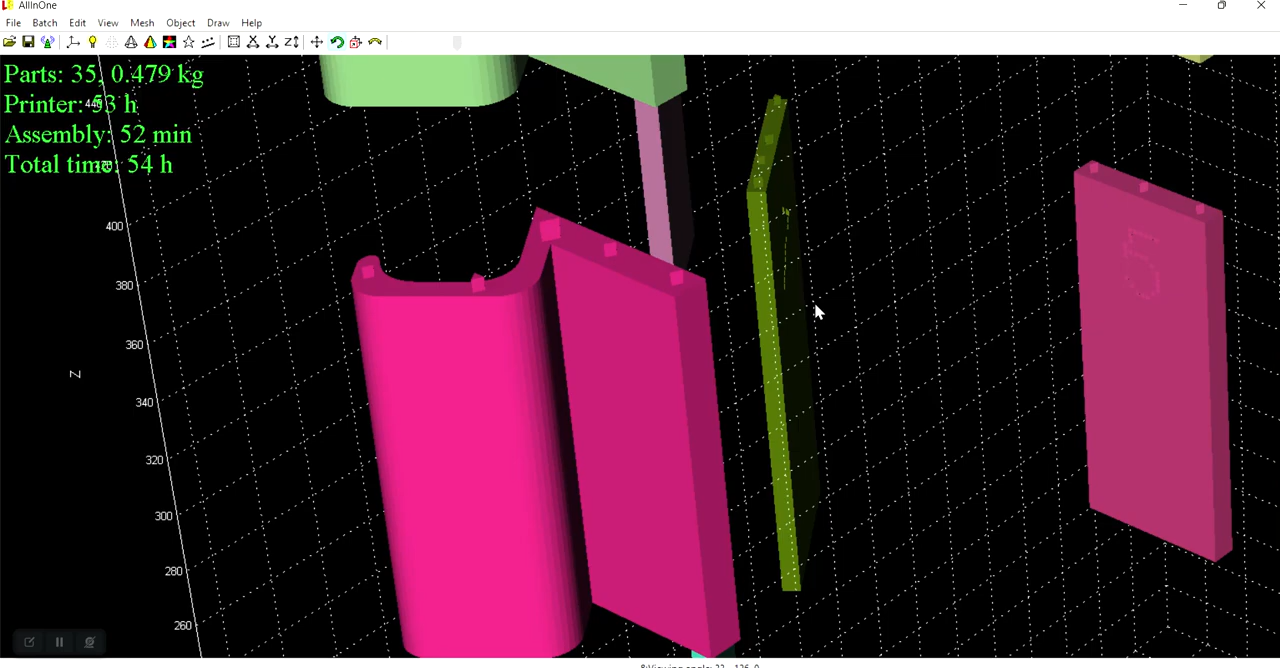 AllInOne
File Batch Edit View Mesh Object Draw Help
Parts: 35, 0.479 kg
Printer: 53 h
Assembly: 52 min
Total time: 54 h
400
380
360
340
320
300
280
260
Z
5